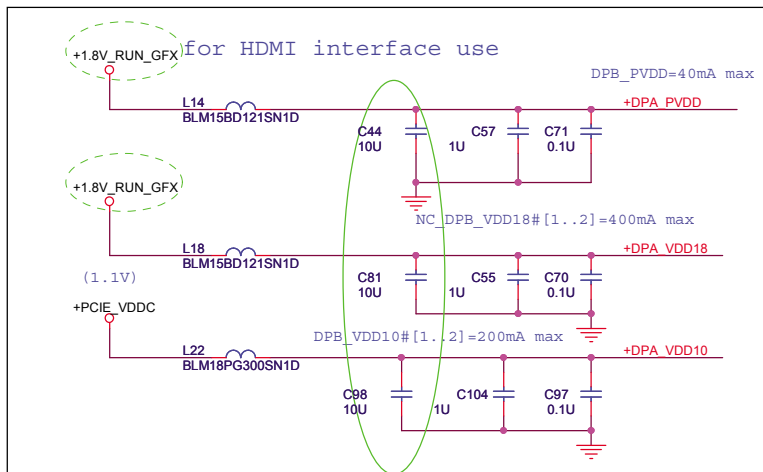 for HDMI interface use
+1.8V_RUN_GFX
DPB_PVDD=40mA max
L14
BLM15BD121SN1D
+DPA_PVDD
C44 C57 C71
10U 1U 0.1U
+1.8V_RUN_GFX
NC_DPB_VDD18#[1..2]=400mA max
L18
BLM15BD121SN1D
+DPA_VDD18
(1.1V)
C81 C55 C70
10U 1U 0.1U
+PCIE_VDDC
DPB_VDD10#[1..2]=200mA max
L22
BLM18PG300SN1D
+DPA_VDD10
C98 C104 C97
10U 1U 0.1U